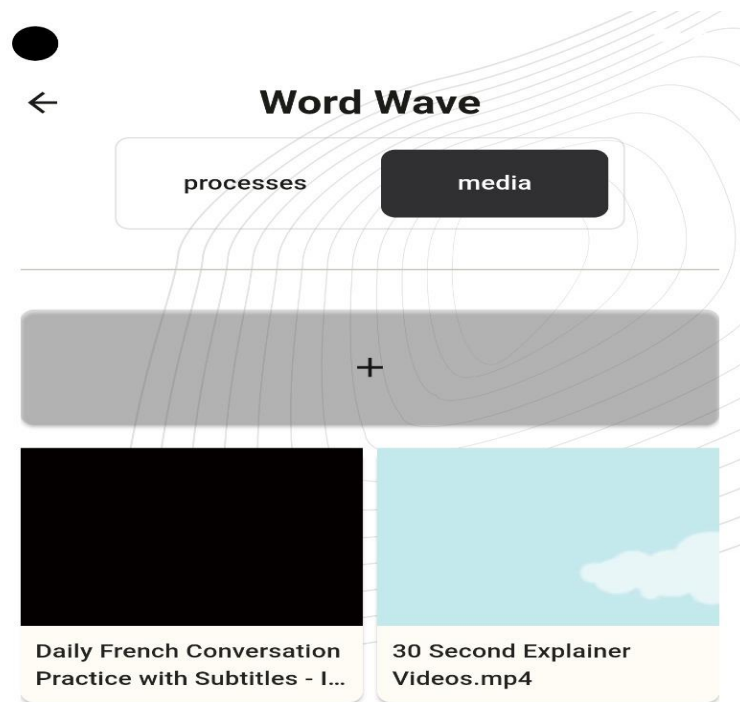 Word Wave
processes
media
+
Daily French Conversation
Practice with Subtitles - I...
30 Second Explainer
Videos.mp4